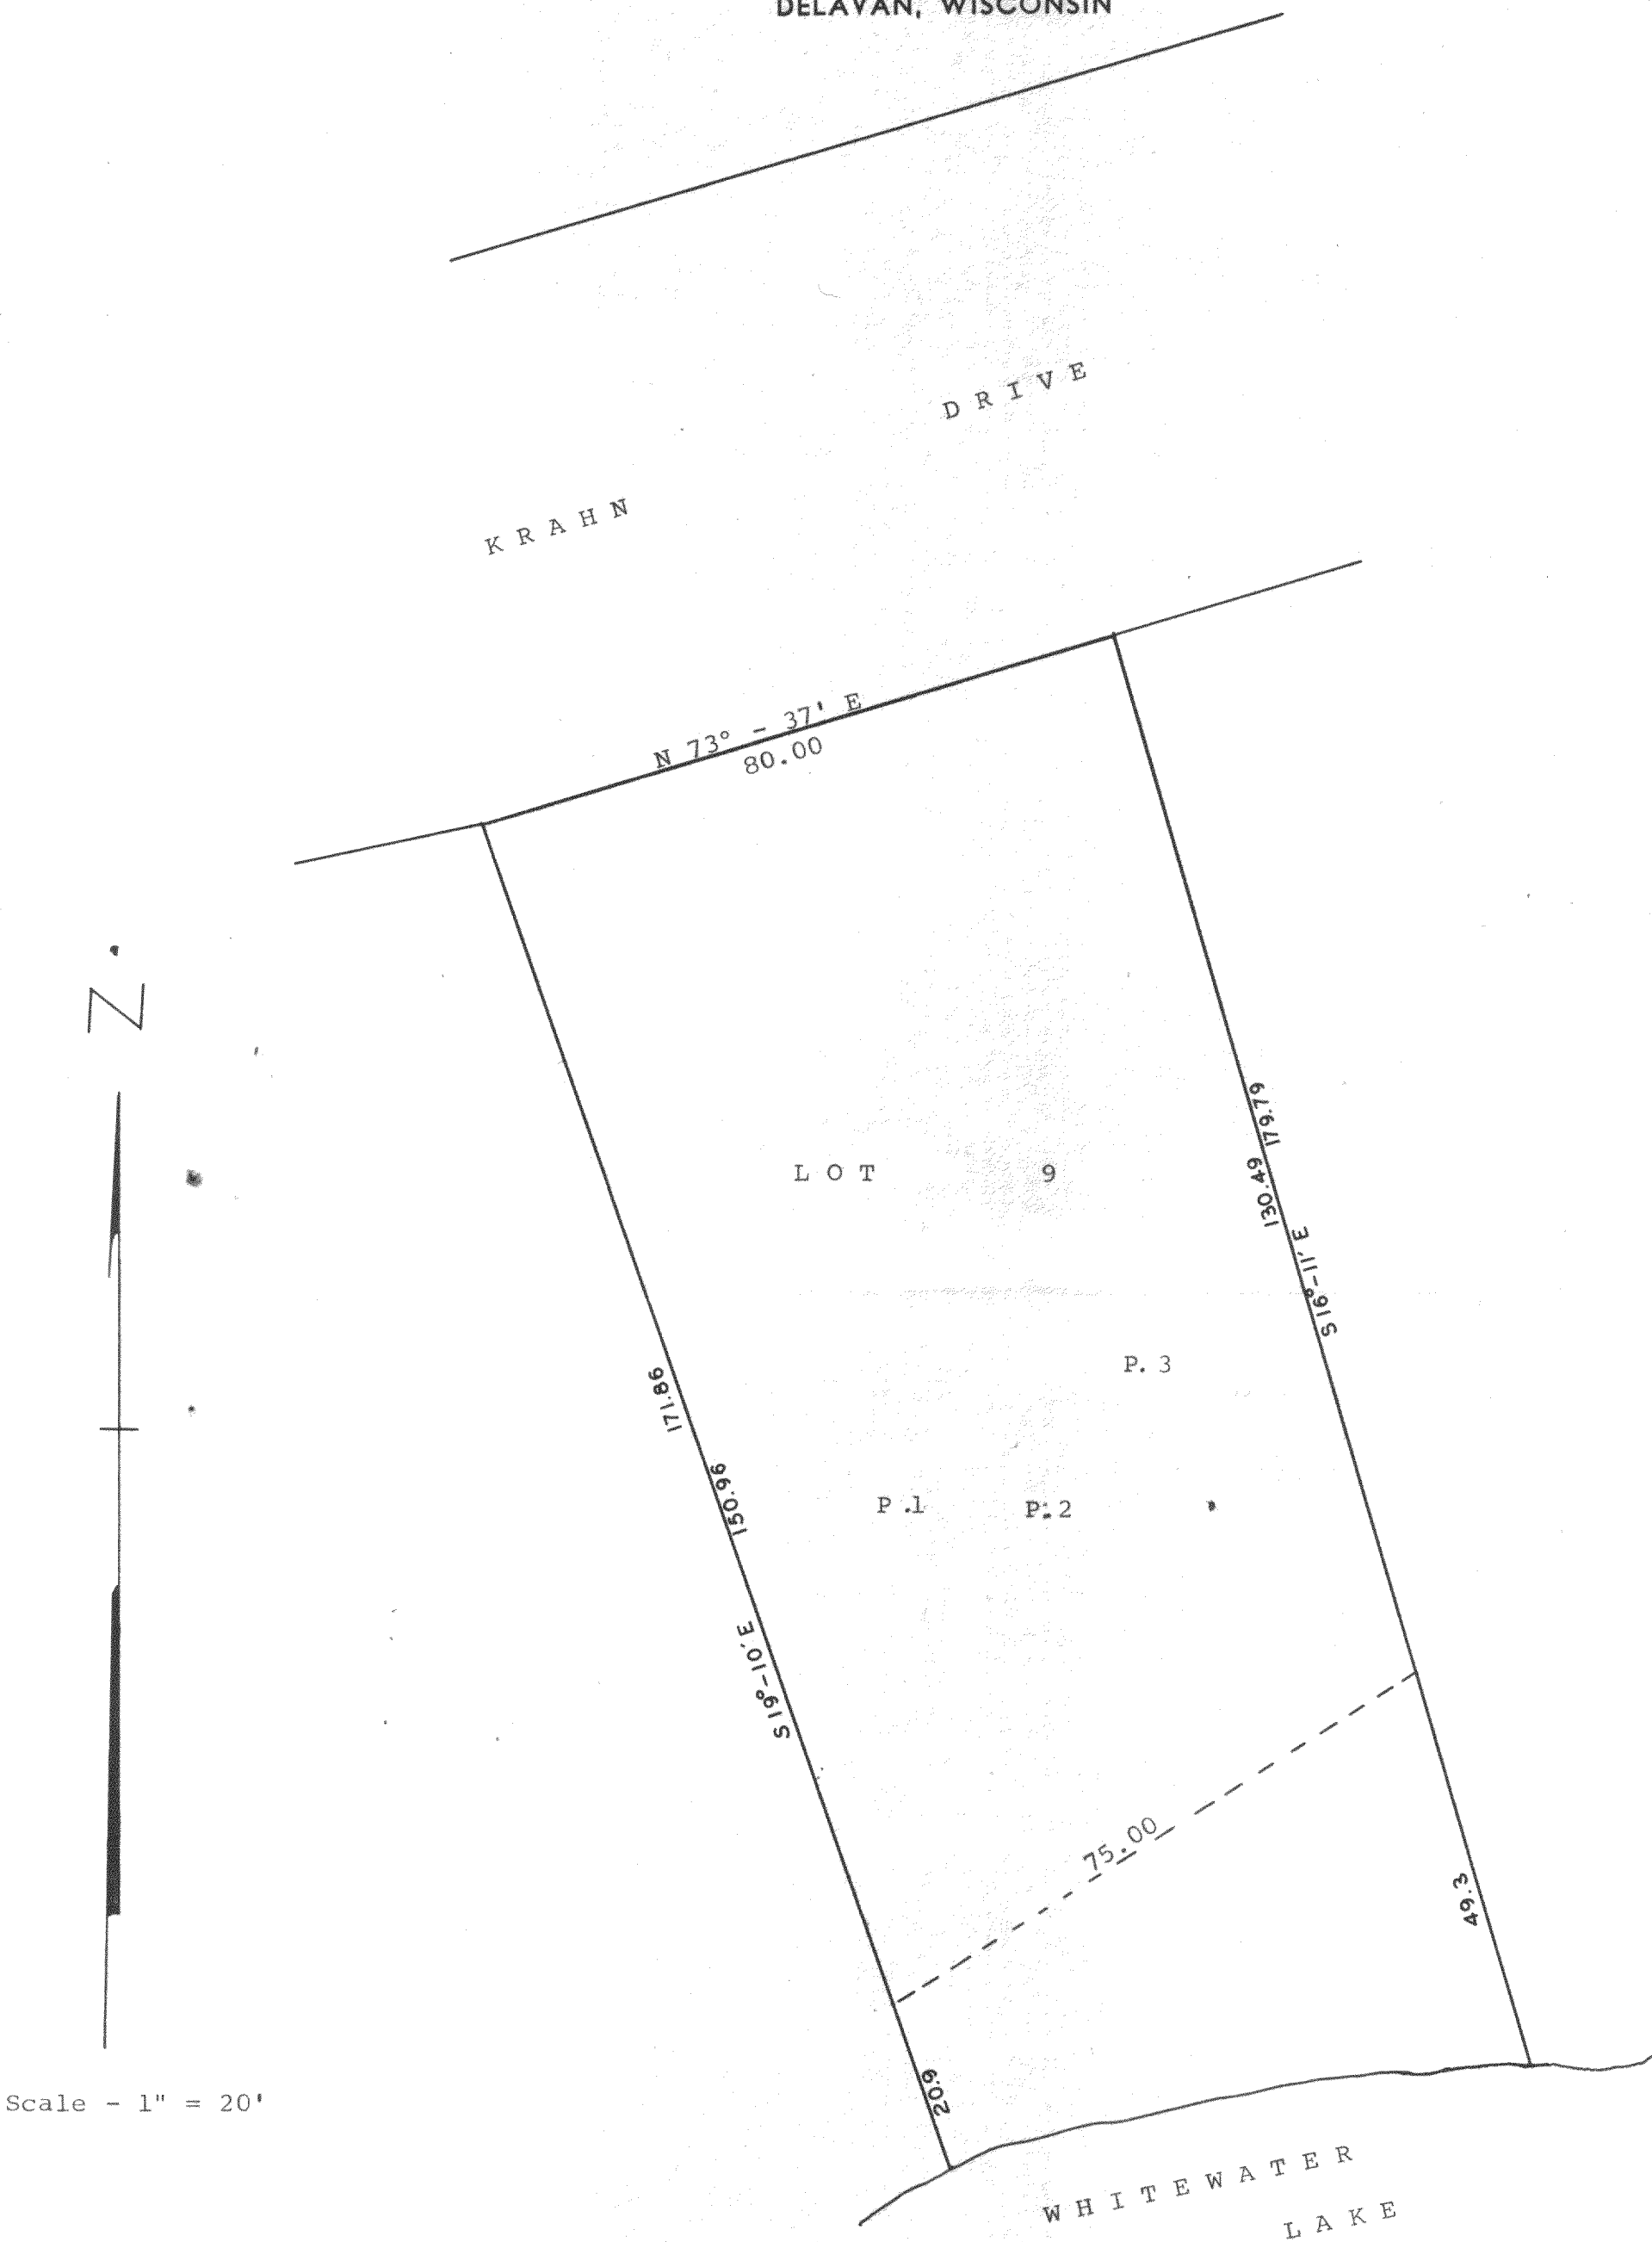 DELAVAN, WISCONSIN
KRAHN DRIVE
N 73° - 37' E
80.00
N.
179.79
130.49
S 16°-11' E
LOT 9
P. 3
171.86
150.96
P.1
P. 2
S 19°-10' E
75.00
49.3
20.9
Scale - 1" = 20'
WHITEWATER
LAKE